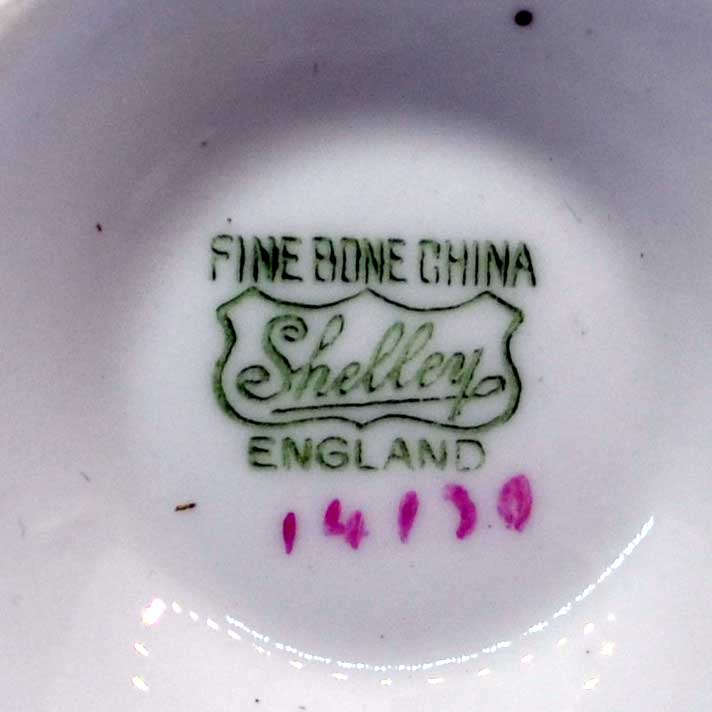 FINE BONE CHINA
Shelley
ENGLAND
14130